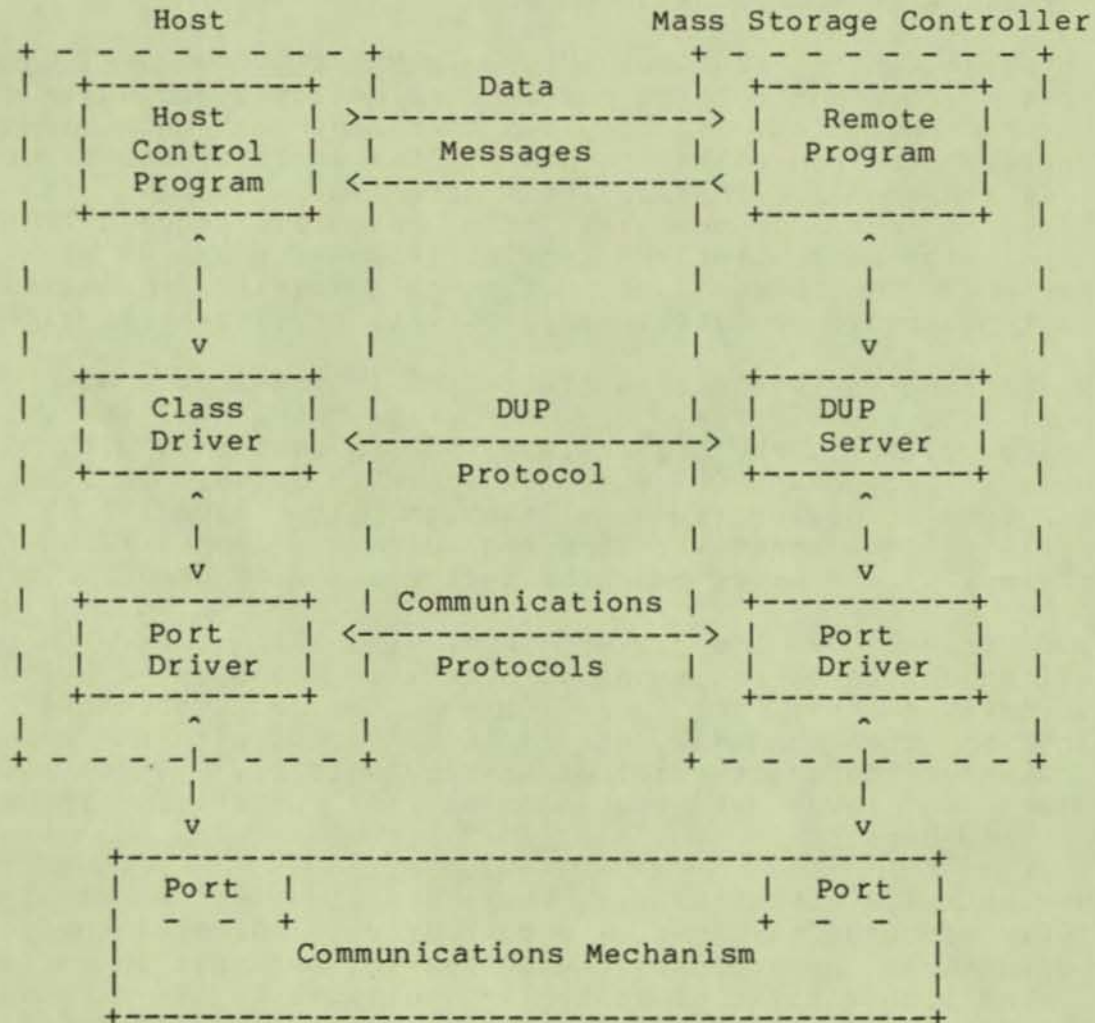 Host Mass Storage Controller
Data
Host Remote
Control Messages Program
Program
Class DUP DUP
Driver Server
Protocol
Communications
Port Port
Driver Protocols Driver
Port Port
Communications Mechanism